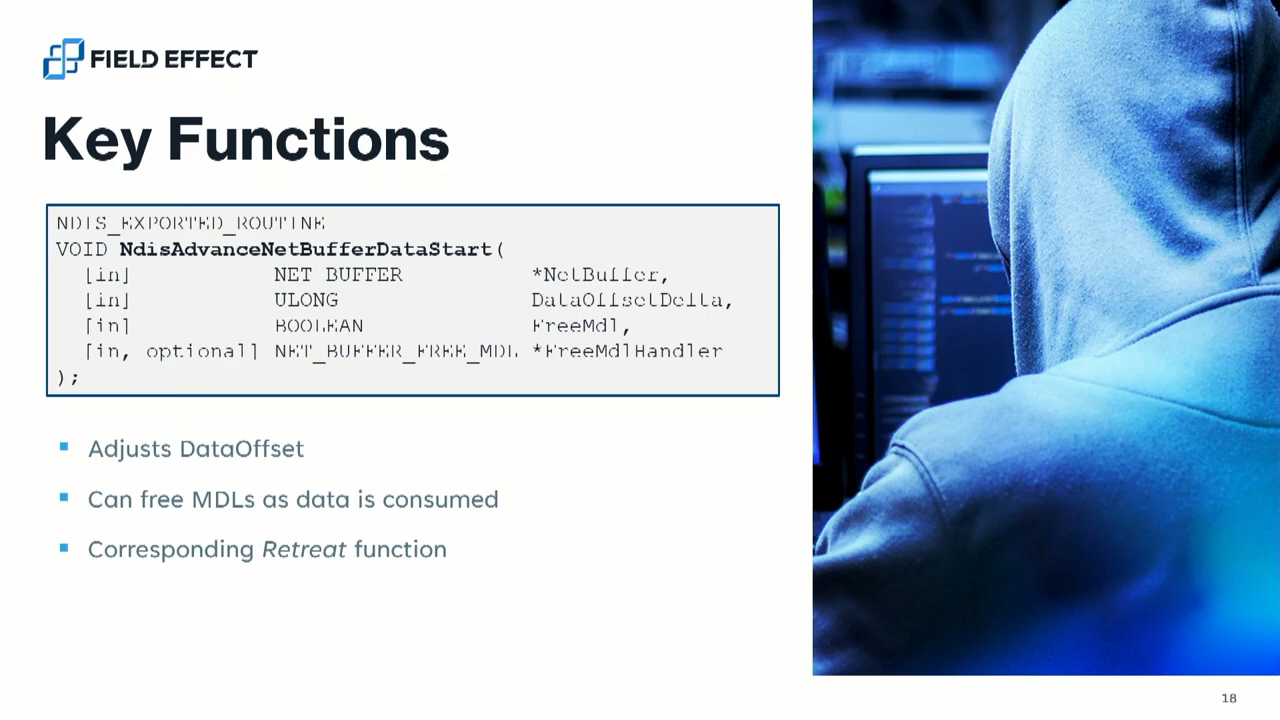 FIELD EFFECT
Key Functions
NDIS_EXPORTED_ROUTINE
VOID NdisAdvanceNetBufferDataStart(
[in] NET_BUFFER *NetBuffer,
[in] ULONG DataOffsetDelta,
[in] BOOLEAN FreeMdl,
[in, optional] NET_BUFFER_FREE_MDL *FreeMdlHandler
);
Adjusts DataOffset
Can free MDLs as data is consumed
Corresponding Retreat function
18